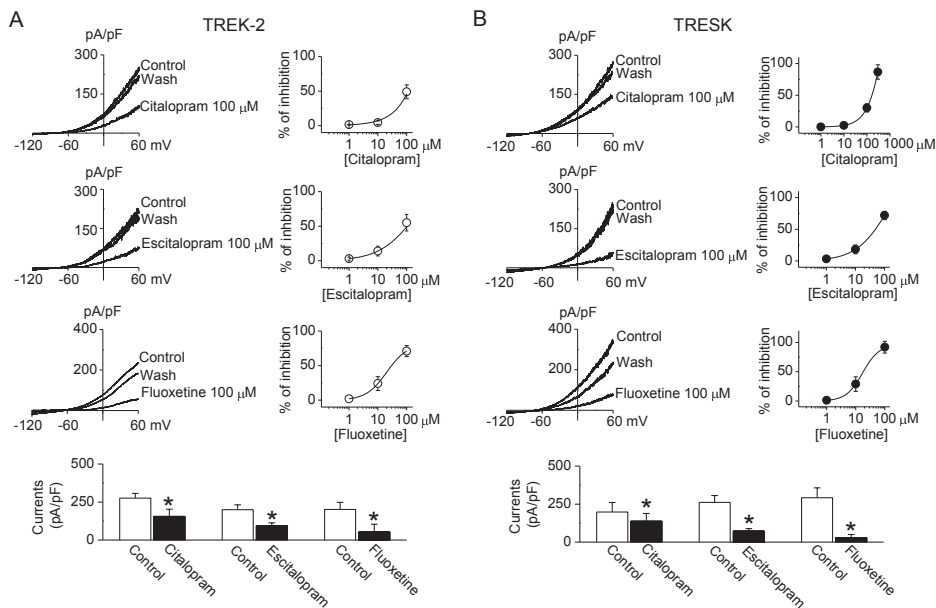 A
TREK-2
pA/pF
300
150
-120
-60
60 mV
Control
Wash
Citalopram 100 μM
% of inhibition
100
50
0
1 10 100 μM
[Citalopram]
pA/pF
300
150
-120
-60
60 mV
Control
Wash
Escitalopram 100 μM
% of inhibition
100
50
0
1 10 100 μM
[Escitalopram]
pA/pF
400
200
-120
-60
60 mV
Control
Wash
Fluoxetine 100 μM
% of inhibition
100
50
0
1 10 100 μM
[Fluoxetine]
Currents
(pA/pF)
500
250
0
Control
Citalopram
Control
Escitalopram
Control
Fluoxetine
* * *
B
TRESK
pA/pF
300
150
-120
-60
60 mV
Control
Wash
Citalopram 100 μM
% of inhibition
100
50
0
1 10 100 1000
μM
[Citalopram]
pA/pF
300
150
-120
-60
60 mV
Control
Wash
Escitalopram 100 μM
% of inhibition
100
50
0
1 10 100 μM
[Escitalopram]
pA/pF
400
200
-120
-60
60 mV
Control
Wash
Fluoxetine 100 μM
% of inhibition
100
50
0
1 10 100 μM
[Fluoxetine]
Currents
(pA/pF)
500
250
0
Control
Citalopram
Control
Escitalopram
Control
Fluoxetine
* * *